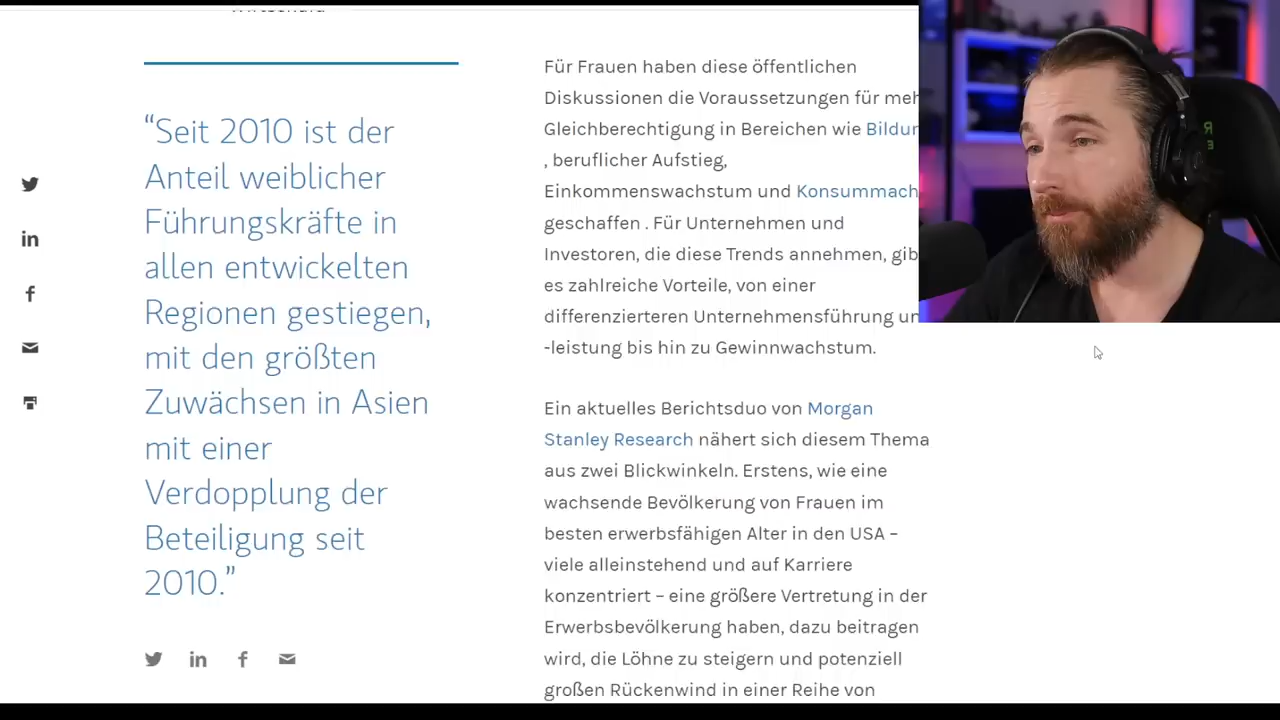 “Seit 2010 ist der
Anteil weiblicher
Führungskräfte in
allen entwickelten
Regionen gestiegen,
mit den größten
Zuwächsen in Asien
mit einer
Verdopplung der
Beteiligung seit
2010.”
Für Frauen haben diese öffentlichen
Diskussionen die Voraussetzungen für
Gleichberechtigung in Bereichen wie
, beruflicher Aufstieg,
Einkommenswachstum und
geschaffen . Für Unternehmen und
Investoren, die diese Trends annehmen,
es zahlreiche Vorteile, von einer
differenzierteren Unternehmensführung
-leistung bis hin zu Gewinnwachstum.
Ein aktuelles Berichtsduo von Morgan
Stanley Research nähert sich diesem Thema
aus zwei Blickwinkeln. Erstens, wie eine
wachsende Bevölkerung von Frauen im
besten erwerbsfähigen Alter in den USA –
viele alleinstehend und auf Karriere
konzentriert – eine größere Vertretung in der
Erwerbsbevölkerung haben, dazu beitragen
wird, die Löhne zu steigern und potenziell
großen Rückenwind in einer Reihe von